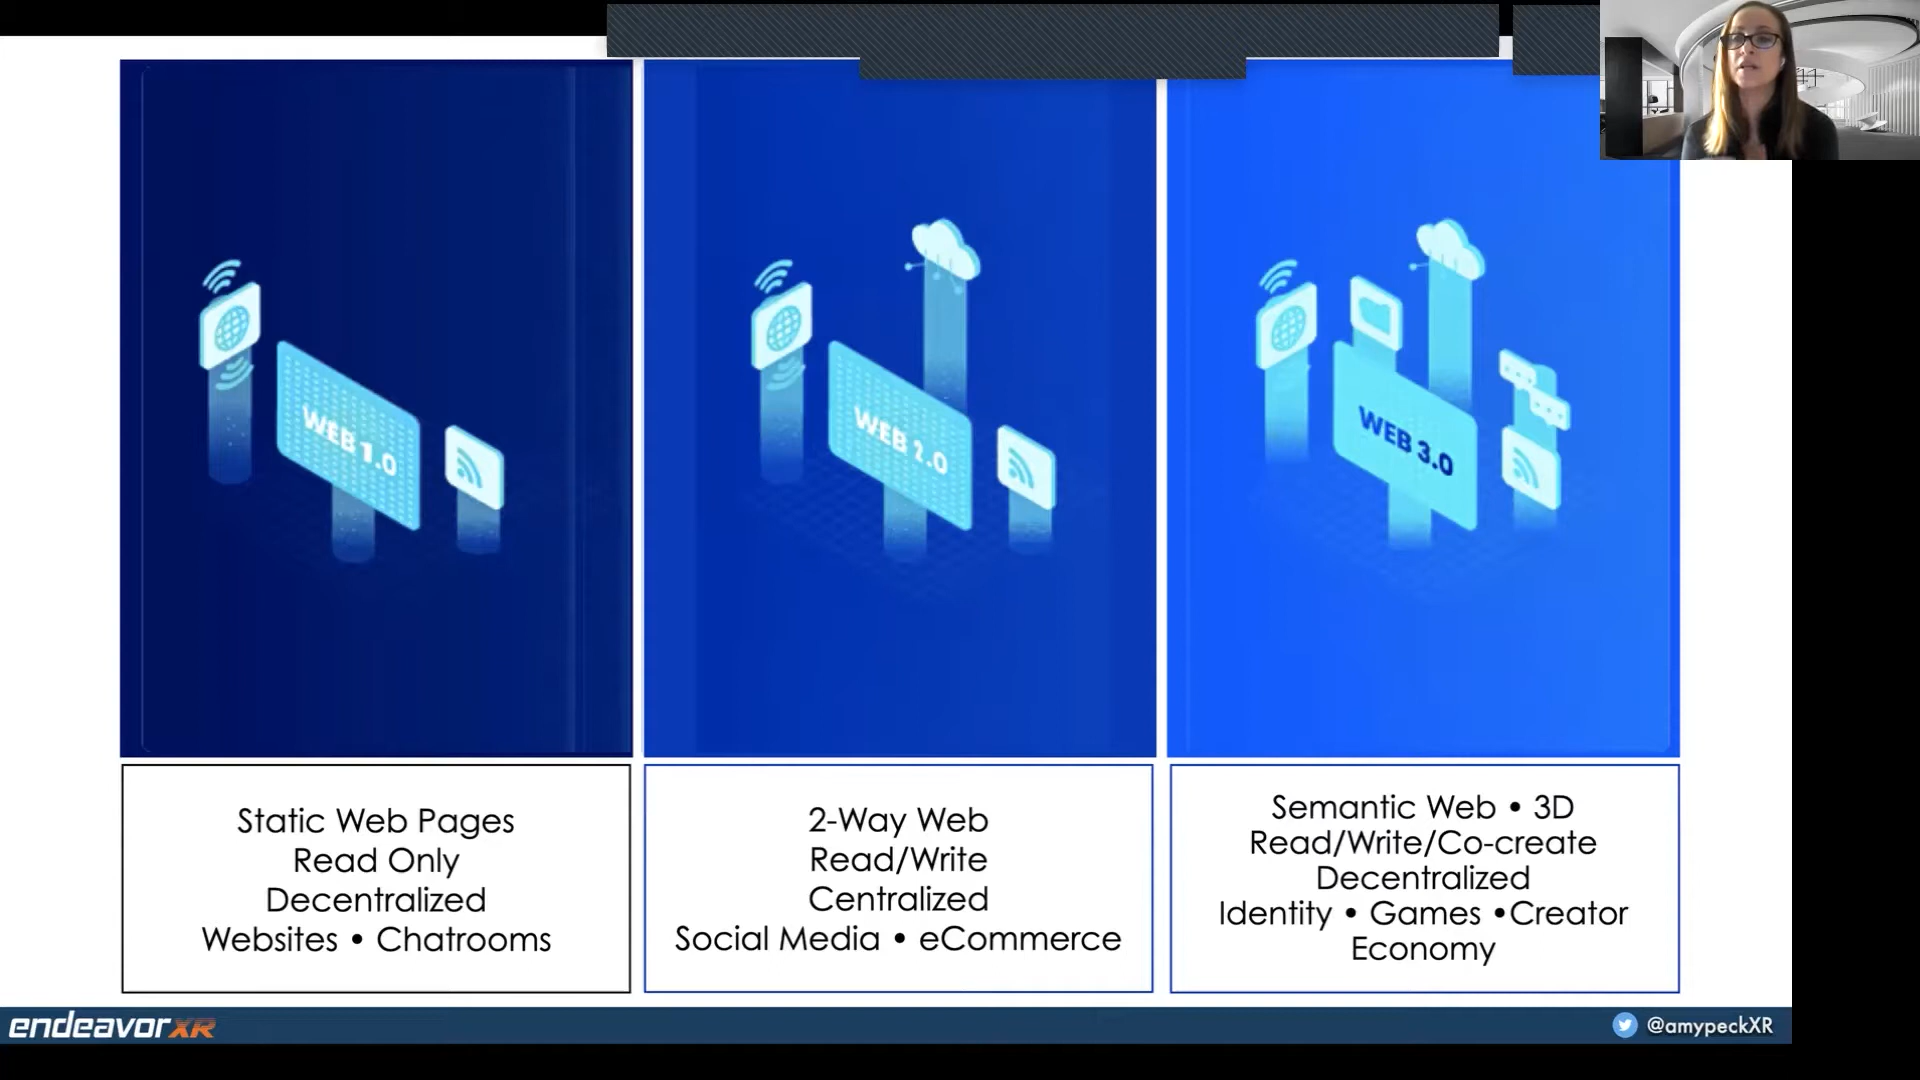 WEB 1.0
WEB 2.0
WEB 3.0
Static Web Pages
Read Only
Decentralized
Websites • Chatrooms
2-Way Web
Read/Write
Centralized
Social Media • eCommerce
Semantic Web • 3D
Read/Write/Co-create
Decentralized
Identity • Games •Creator
Economy
endeavorXR
@amypeckXR